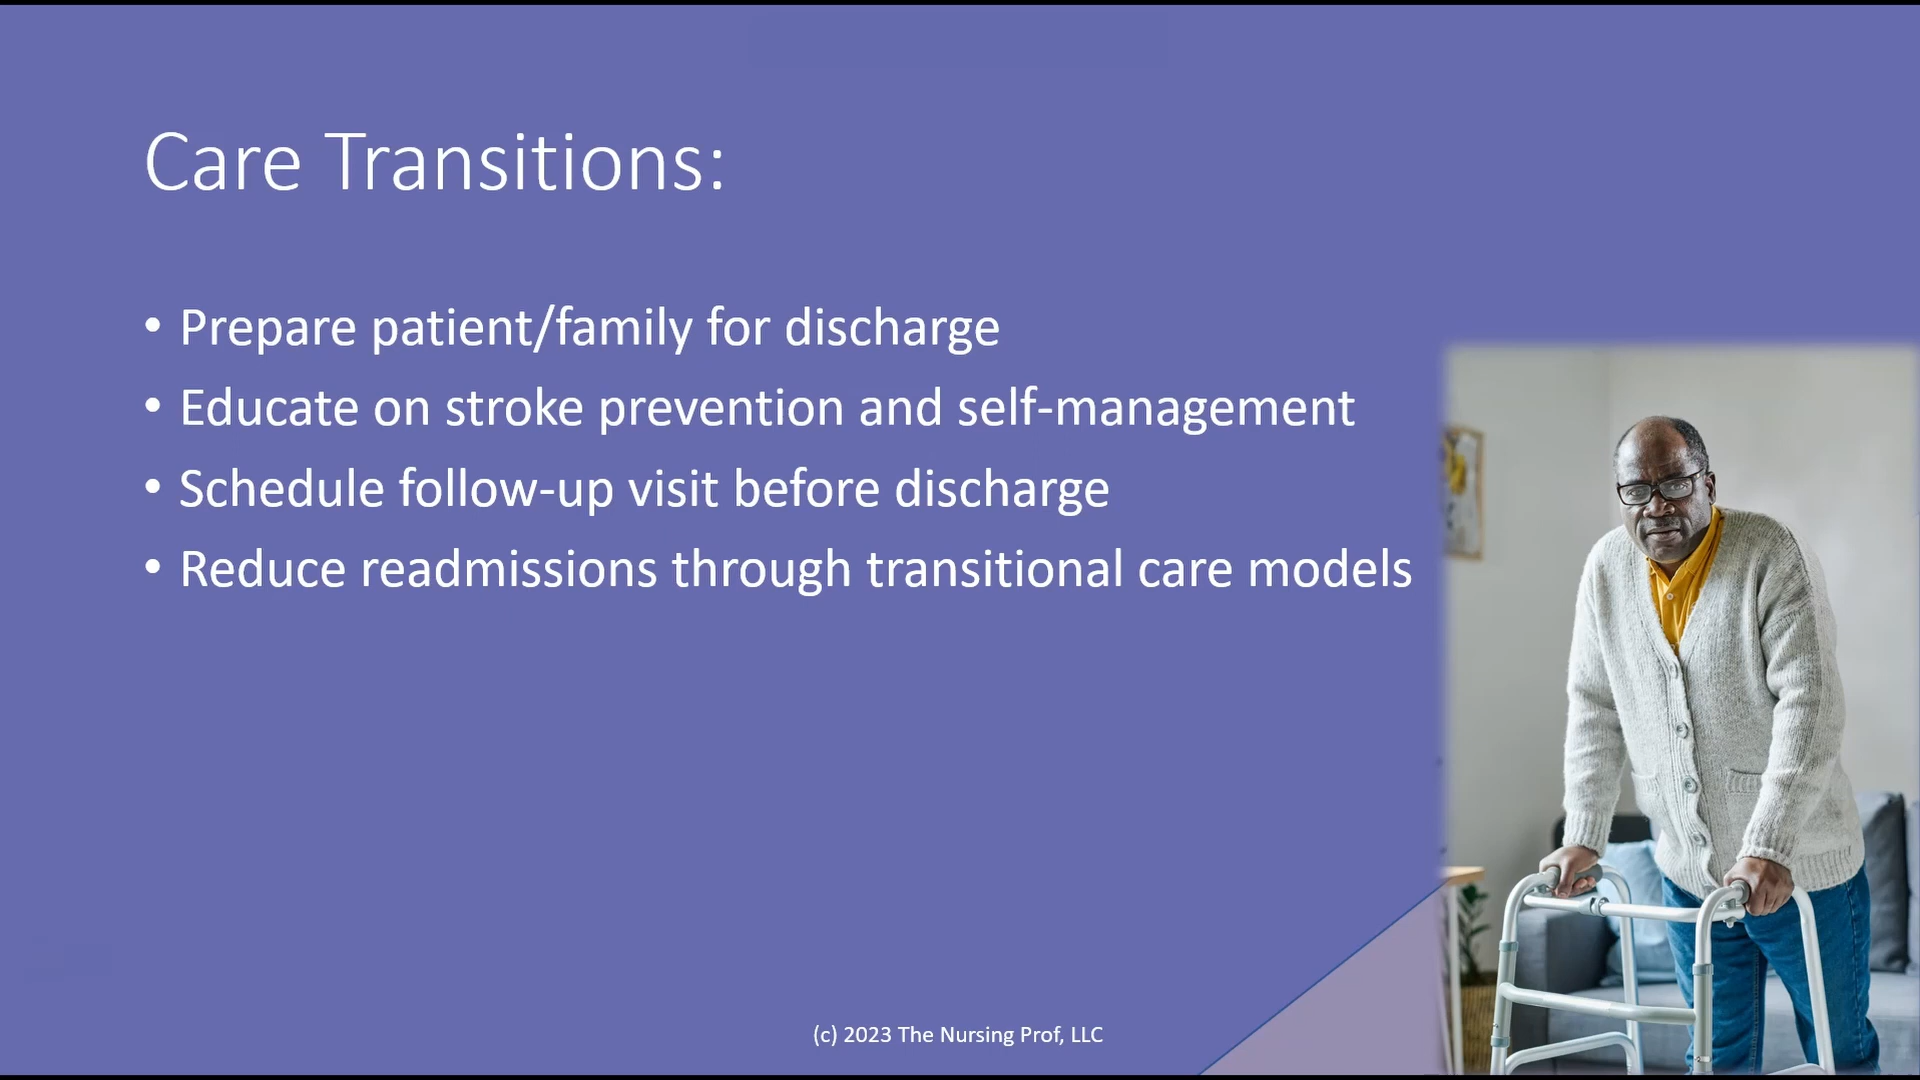 Care Transitions:
• Prepare patient/family for discharge
• Educate on stroke prevention and self-management
• Schedule follow-up visit before discharge
• Reduce readmissions through transitional care models
(c) 2023 The Nursing Prof, LLC